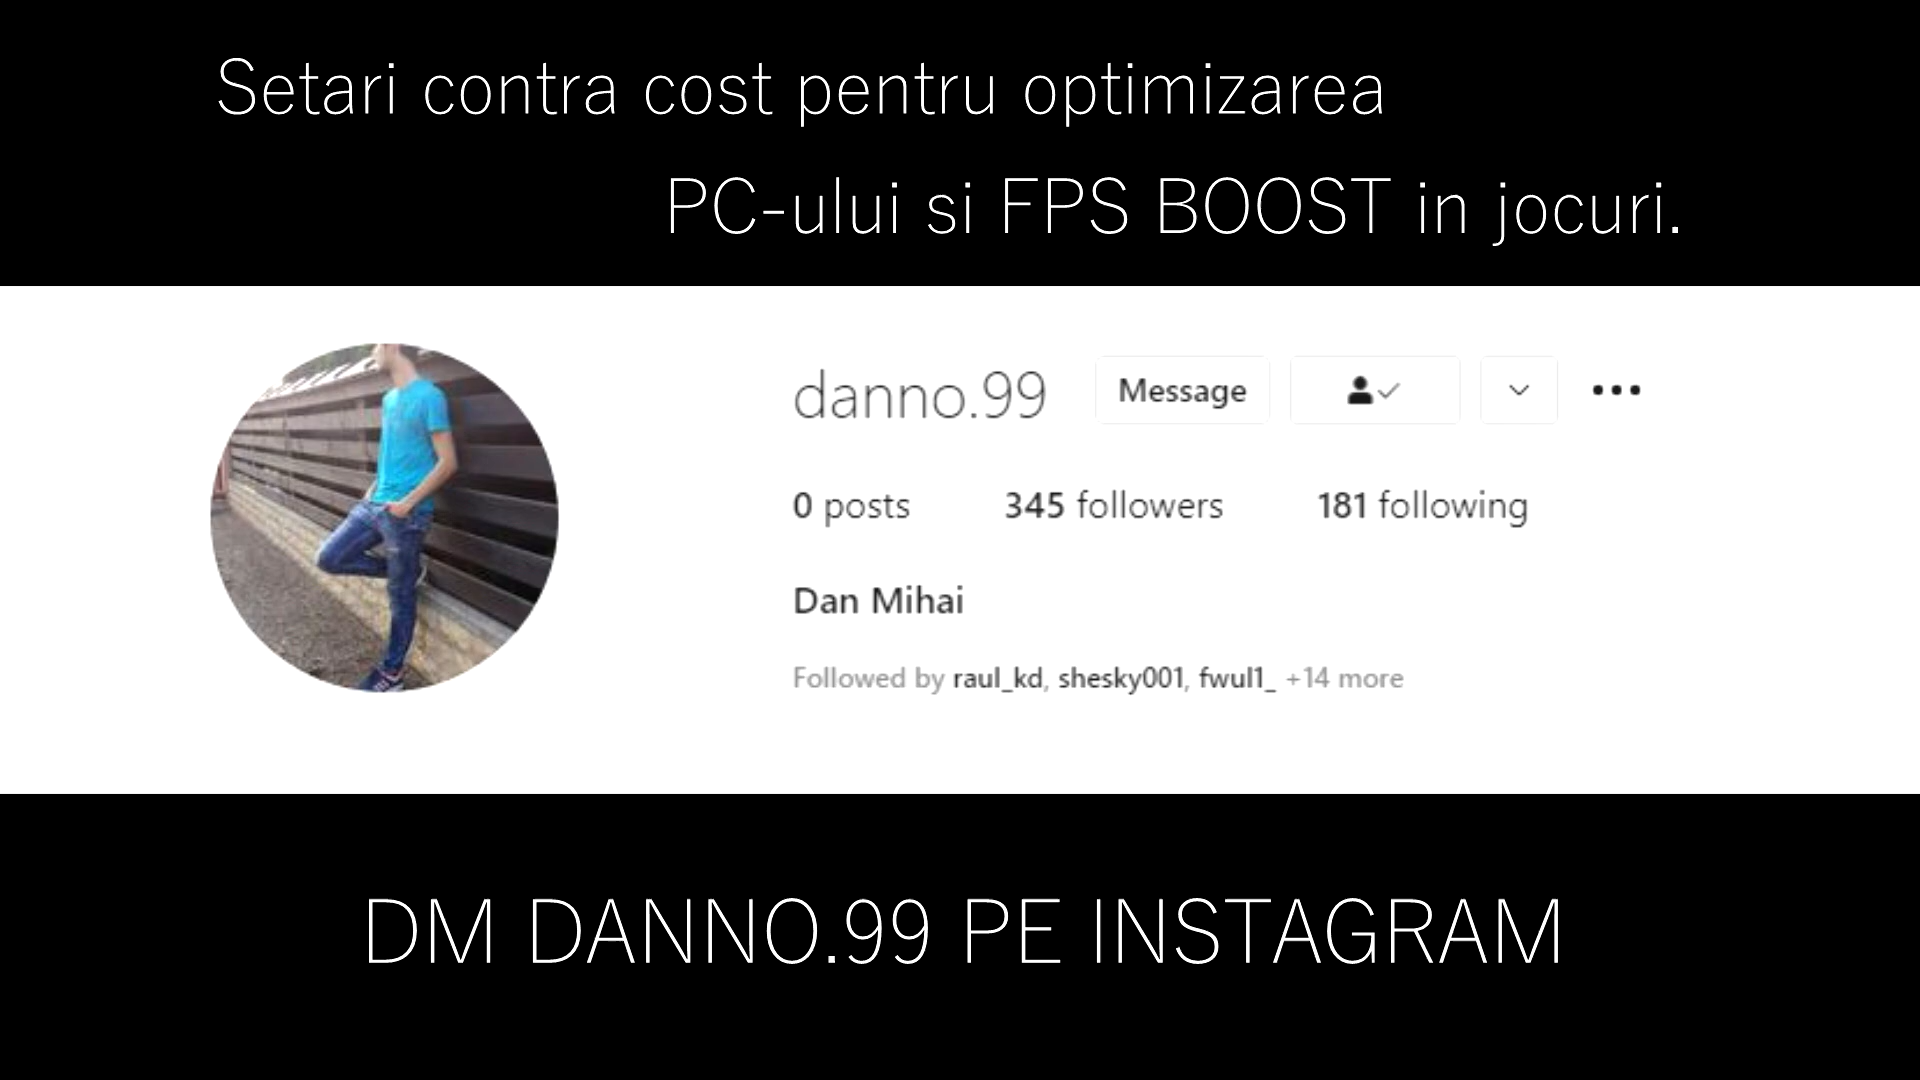 Setari contra cost pentru optimizarea
PC-ului si FPS BOOST in jocuri.
danno.99 Message
0 posts 345 followers 181 following
Dan Mihai
Followed by raul_kd, shesky001, fwul1_ +14 more
DM DANNO.99 PE INSTAGRAM